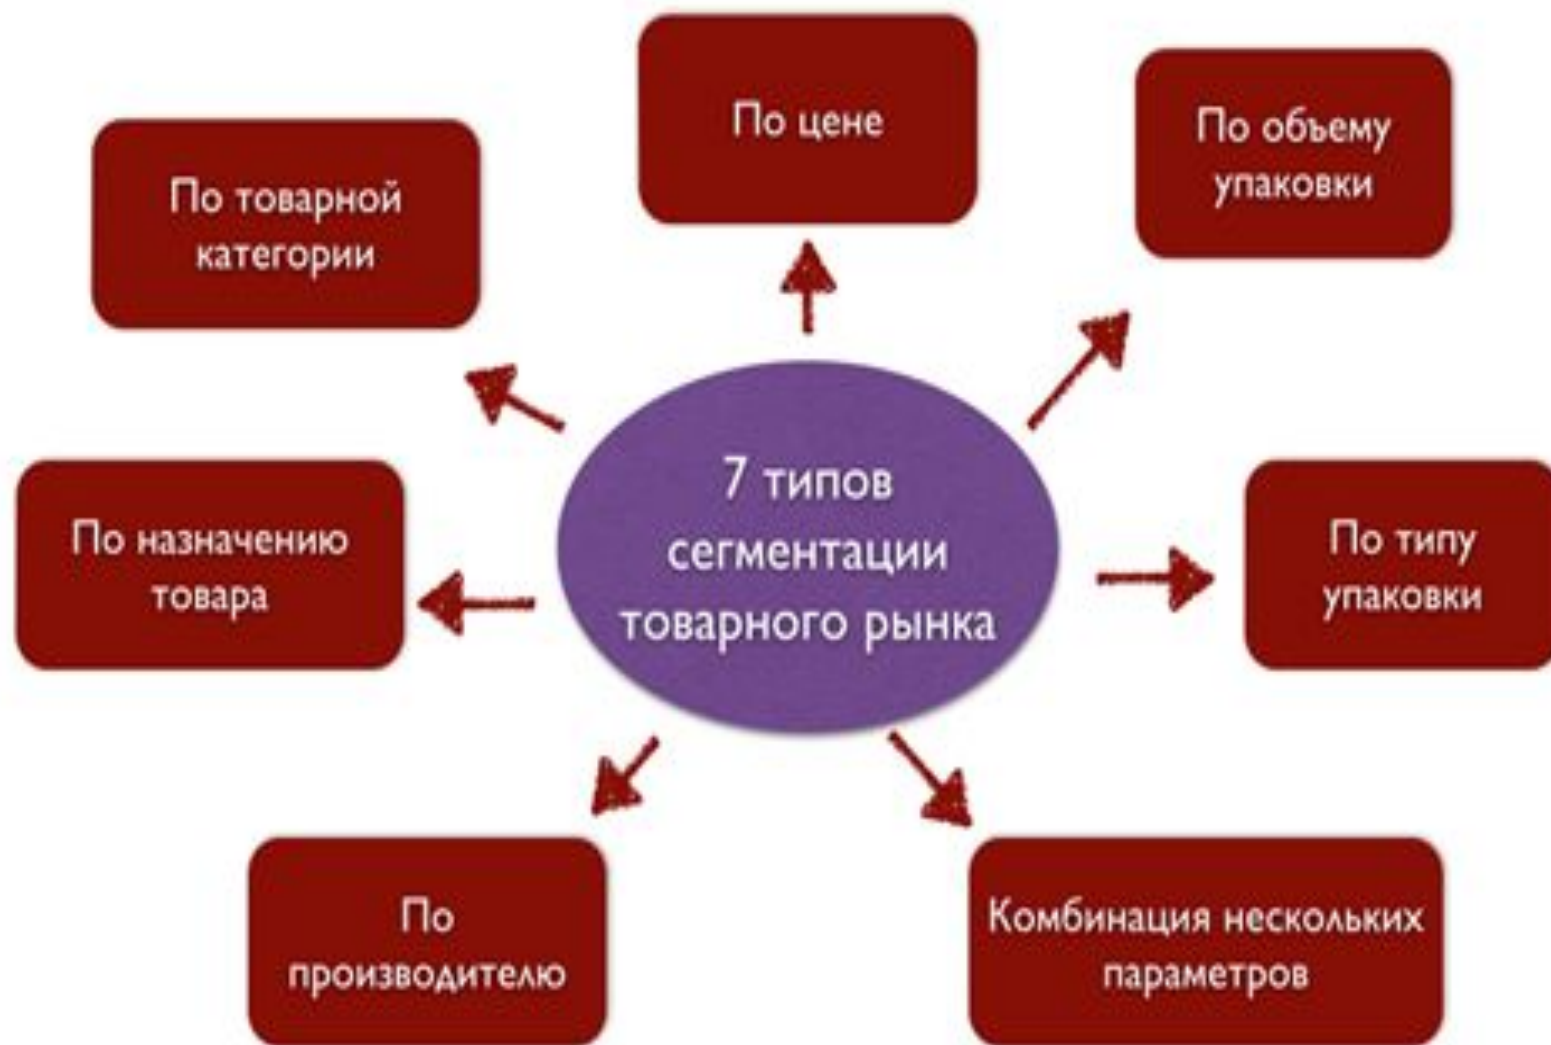 По цене
По объему
упаковки
По товарной
категории
7 типов
сегментации
товарного рынка
По назначению
товара
По типу
упаковки
По
производителю
Комбинация нескольких
параметров